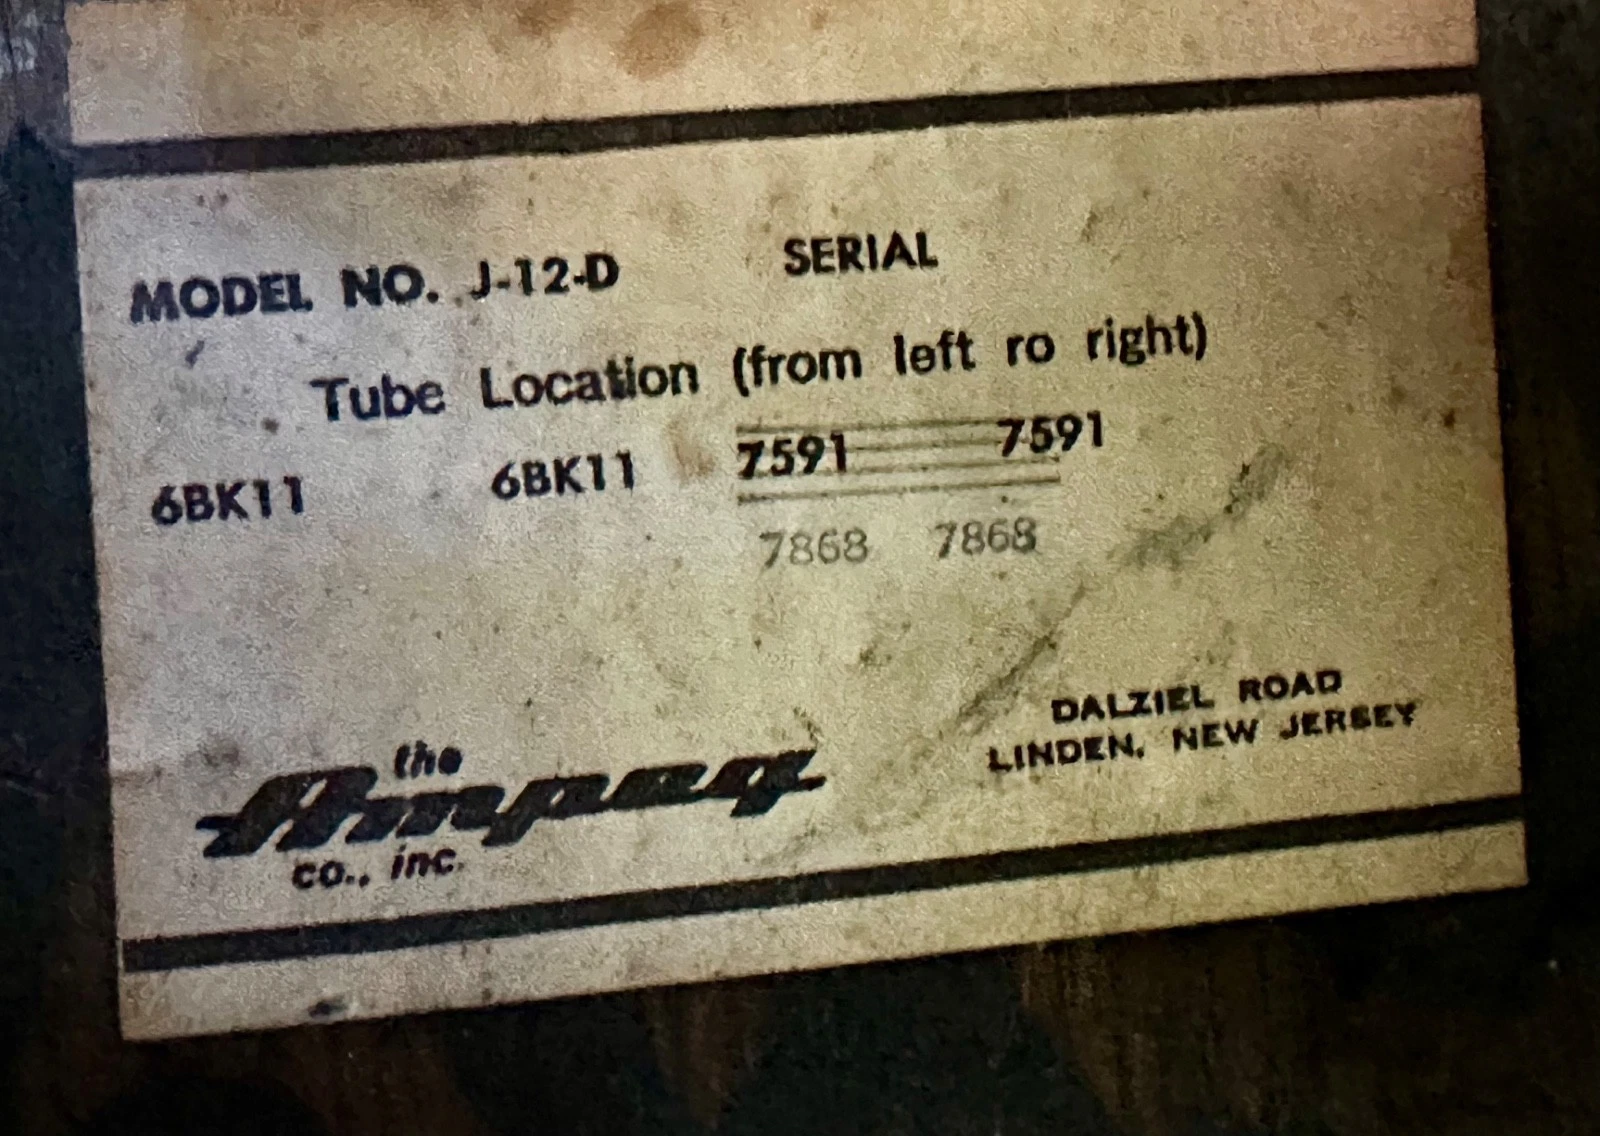 MODEL NO. J-12-D SERIAL
Tube Location (from left ro right)
6BK11 6BK11 7591 7591
7868 7868
the
Ampeg
co., inc.
DALZIEL ROAD
LINDEN, NEW JERSEY